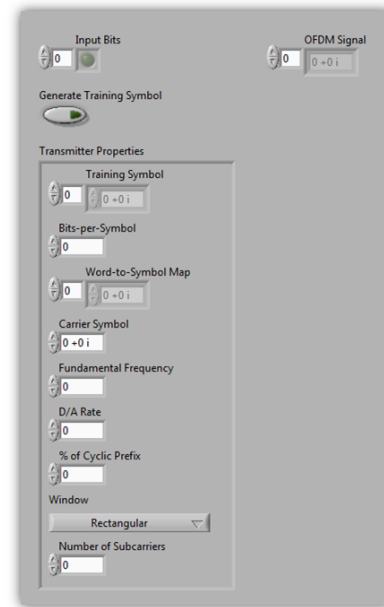 Input Bits
OFDM Signal
0
0
0 +0 i
Generate Training Symbol
Transmitter Properties
Training Symbol
0
0 +0 i
Bits-per-Symbol
0
Word-to-Symbol Map
0
0 +0 i
Carrier Symbol
0 +0 i
Fundamental Frequency
0
D/A Rate
0
% of Cyclic Prefix
0
Window
Rectangular
Number of Subcarriers
0